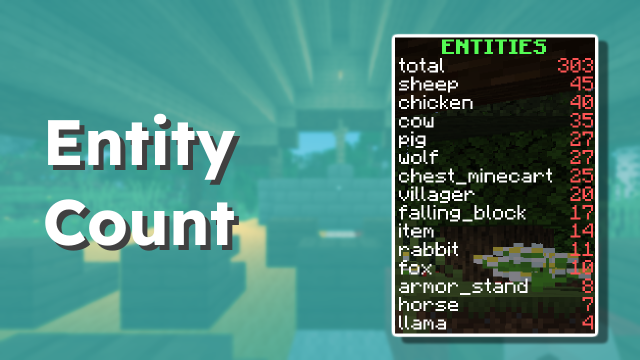 Entity
Count
ENTITIES
total 303
sheep 45
chicken 40
cow 35
pig 27
wolf 27
chest_minecart 25
villager 20
falling_block 17
item 14
rabbit 11
fox 10
armor_stand 8
horse 7
llama 4